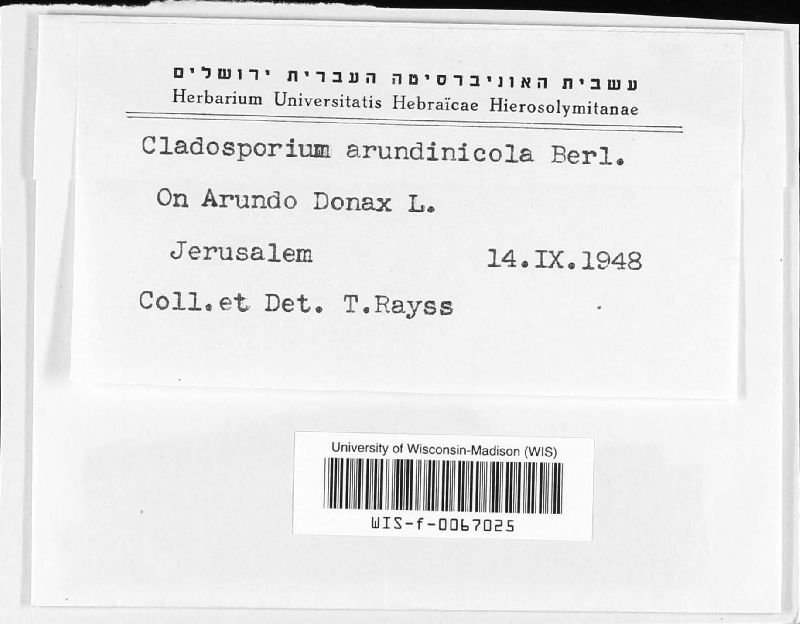 עשבית האוניברסיטה העברית ירושלים
Herbarium Universitatis Hebraïcae Hierosolymitanae
Cladosporium arundinicola Berl.
On Arundo Donax L.
Jerusalem 14.IX.1948
Coll.et Det. T.Rayss
University of Wisconsin-Madison (WIS)
WIS-f-0067025